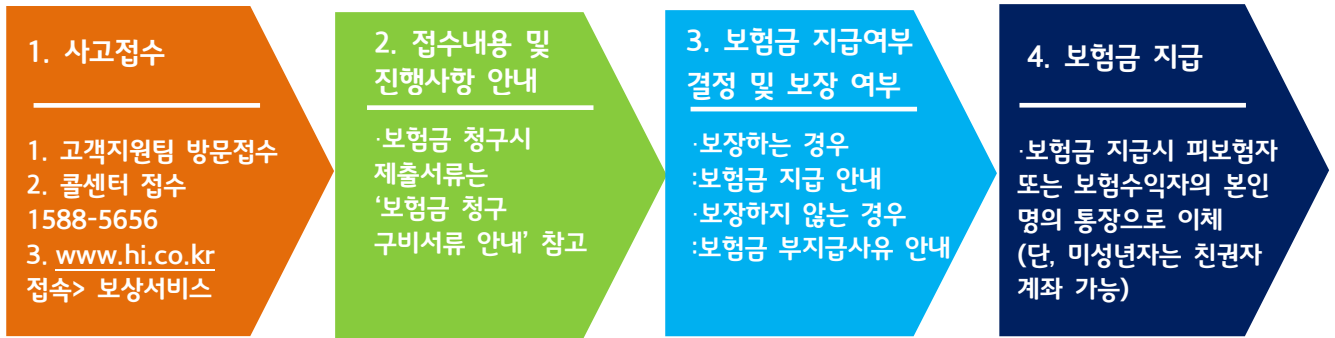 1. 사고접수
1. 고객지원팀 방문접수
2. 콜센터 접수
1588-5656
3. www.hi.co.kr
접속> 보상서비스
2. 접수내용 및
진행사항 안내
·보험금 청구시
제출서류는
‘보험금 청구
구비서류 안내’ 참고
3. 보험금 지급여부
결정 및 보장 여부
·보장하는 경우
:보험금 지급 안내
·보장하지 않는 경우
:보험금 부지급사유 안내
4. 보험금 지급
·보험금 지급시 피보험자
또는 보험수익자의 본인
명의 통장으로 이체
(단, 미성년자는 친권자
계좌 가능)